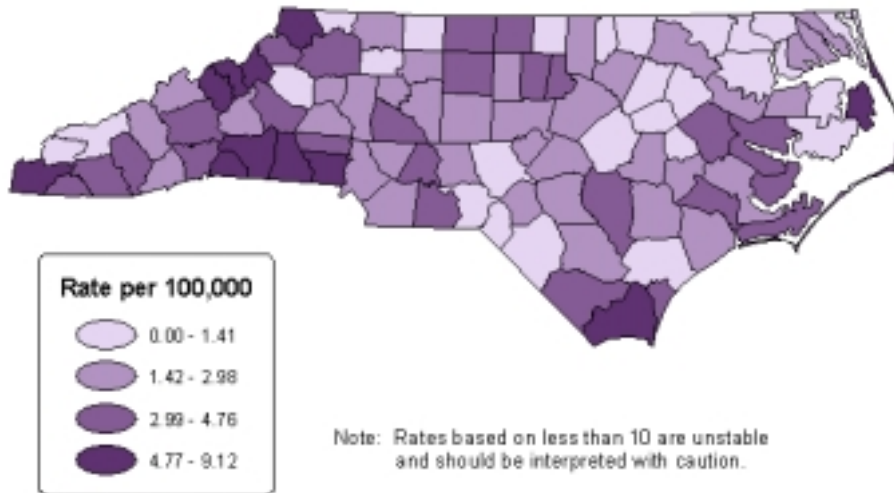 Rate per 100,000
0.00 - 1.41
1.42 - 2.98
2.99 - 4.76
4.77 - 9.12
Note: Rates based on less than 10 are unstable
and should be interpreted with caution.